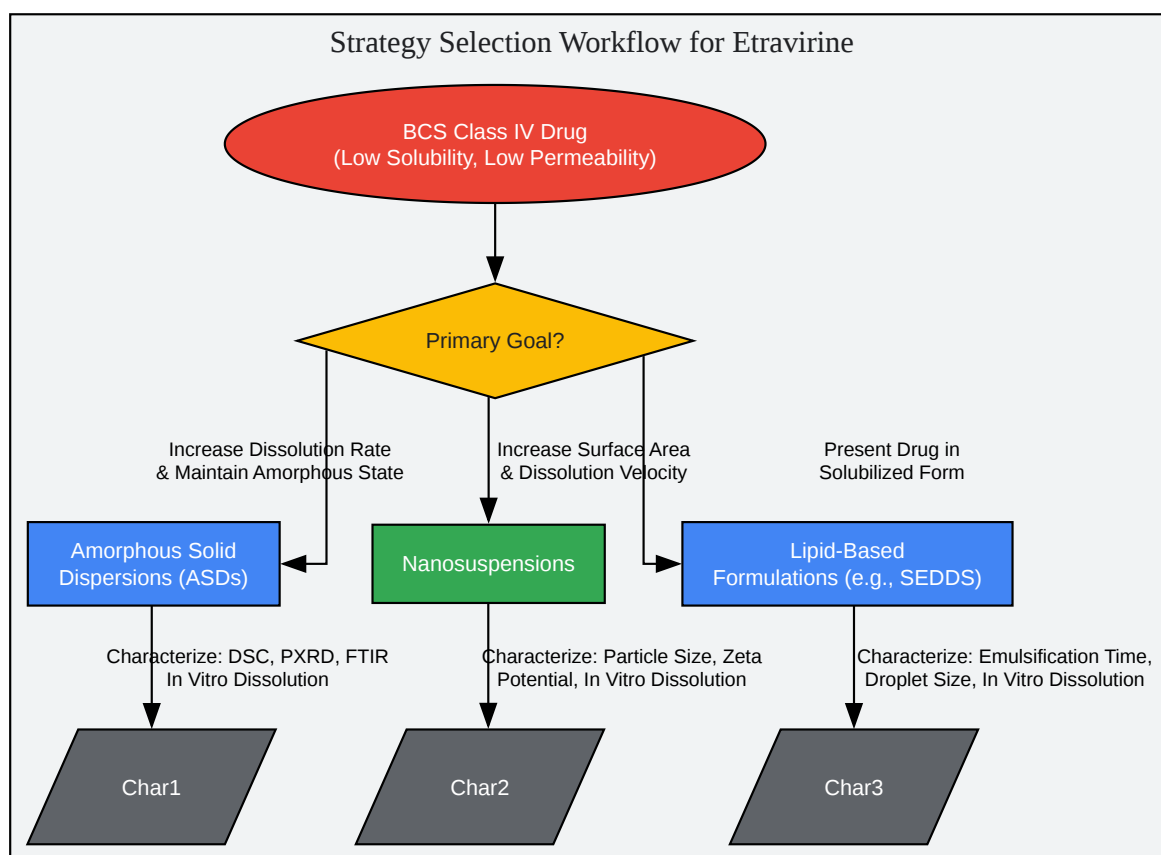 Strategy Selection Workflow for Etravirine
BCS Class IV Drug
(Low Solubility, Low Permeability)
Primary Goal?
Increase Dissolution Rate
& Maintain Amorphous State
Increase Surface Area
& Dissolution Velocity
Present Drug in
Solubilized Form
Amorphous Solid
Dispersions (ASDs)
Nanosuspensions
Lipid-Based
Formulations (e.g., SEDDS)
Characterize: DSC, PXRD, FTIR
In Vitro Dissolution
Characterize: Particle Size, Zeta
Potential, In Vitro Dissolution
Characterize: Emulsification Time,
Droplet Size, In Vitro Dissolution
Char1
Char2
Char3